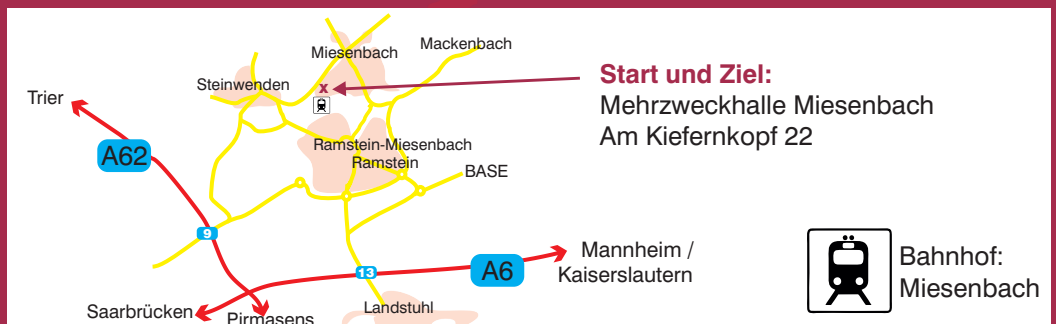 Miesenbach
Mackenbach
Steinwenden
x
Trier
A62
Ramstein-Miesenbach
Ramstein
BASE
9
13
A6
Mannheim /
Kaiserslautern
Saarbrücken
Pirmasens
Landstuhl
Start und Ziel:
Mehrzweckhalle Miesenbach
Am Kiefernkopf 22
Bahnhof:
Miesenbach